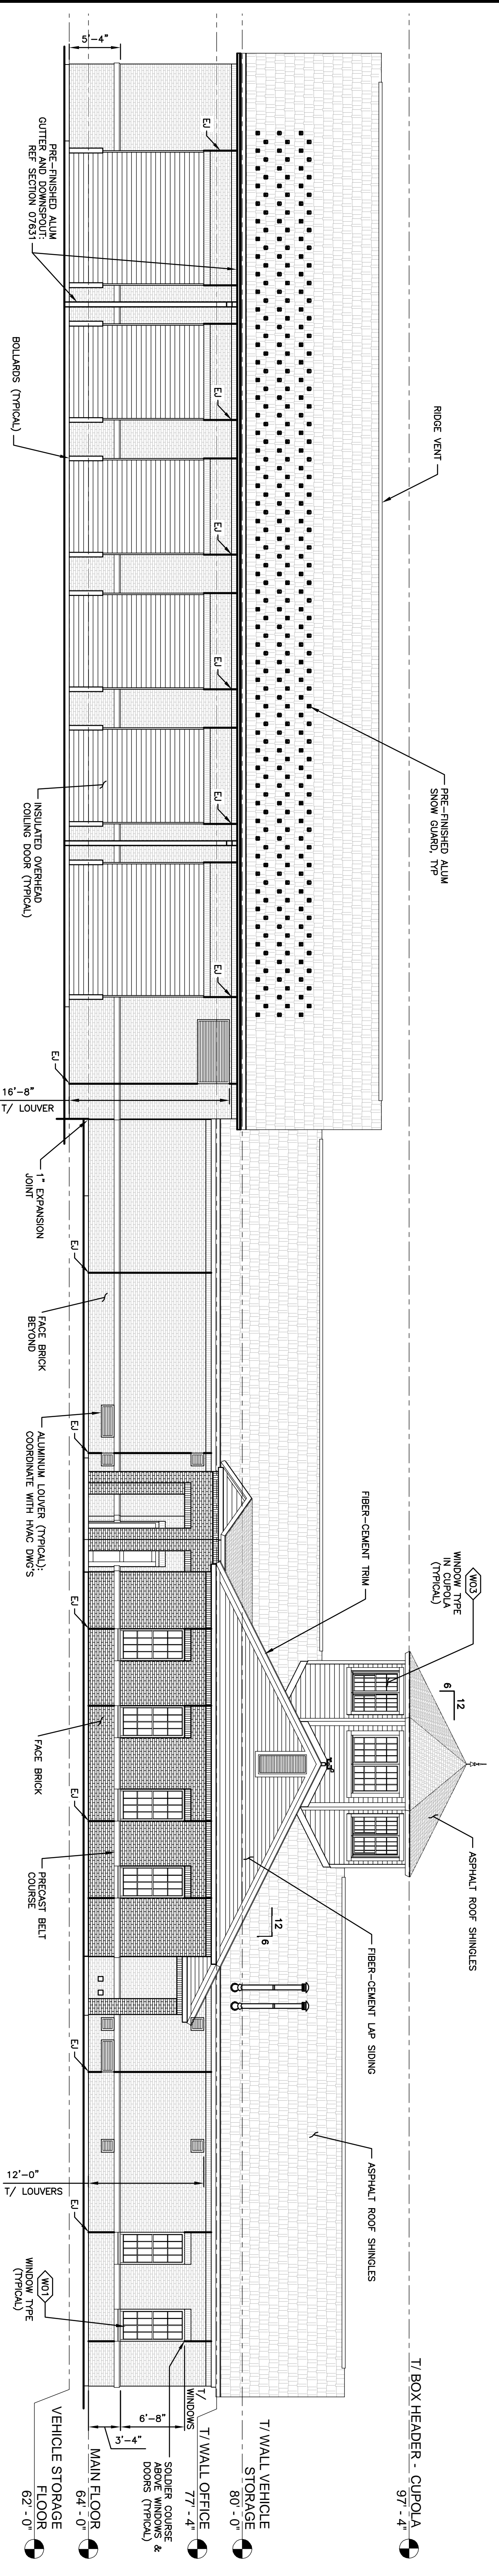 5'-4"
EJ
PRE-FINISHED ALUM
GUTTER AND DOWNSPOUT:
REF SECTION 07631
BOLLARDS (TYPICAL)
EJ
RIDGE VENT
EJ
EJ
PRE-FINISHED ALUM
SNOW GUARD, TYP
EJ
INSULATED OVERHEAD
COILING DOOR (TYPICAL)
EJ
EJ
16'-8"
T/ LOUVER
1" EXPANSION
JOINT
EJ
FACE BRICK
BEYOND
EJ
ALUMINUM LOUVER (TYPICAL):
COORDINATE WITH HVAC DWG'S
FIBER-CEMENT TRIM
W03
WINDOW TYPE
IN CUPOLA
(TYPICAL)
12
6
EJ
FACE BRICK
EJ
PRECAST BELT
COURSE
ASPHALT ROOF SHINGLES
12
6
FIBER-CEMENT LAP SIDING
EJ
ASPHALT ROOF SHINGLES
12'-0"
T/ LOUVERS
EJ
W01
WINDOW TYPE
(TYPICAL)
T/
WINDOWS
6'-8"
3'-4"
SOLDIER COURSE
ABOVE WINDOWS &
DOORS (TYPICAL)
T/ BOX HEADER - CUPOLA
97' - 4"
T/ WALL VEHICLE
STORAGE
80' - 0"
T/ WALL OFFICE
77' - 4"
MAIN FLOOR
64' - 0"
VEHICLE STORAGE
FLOOR
62' - 0"